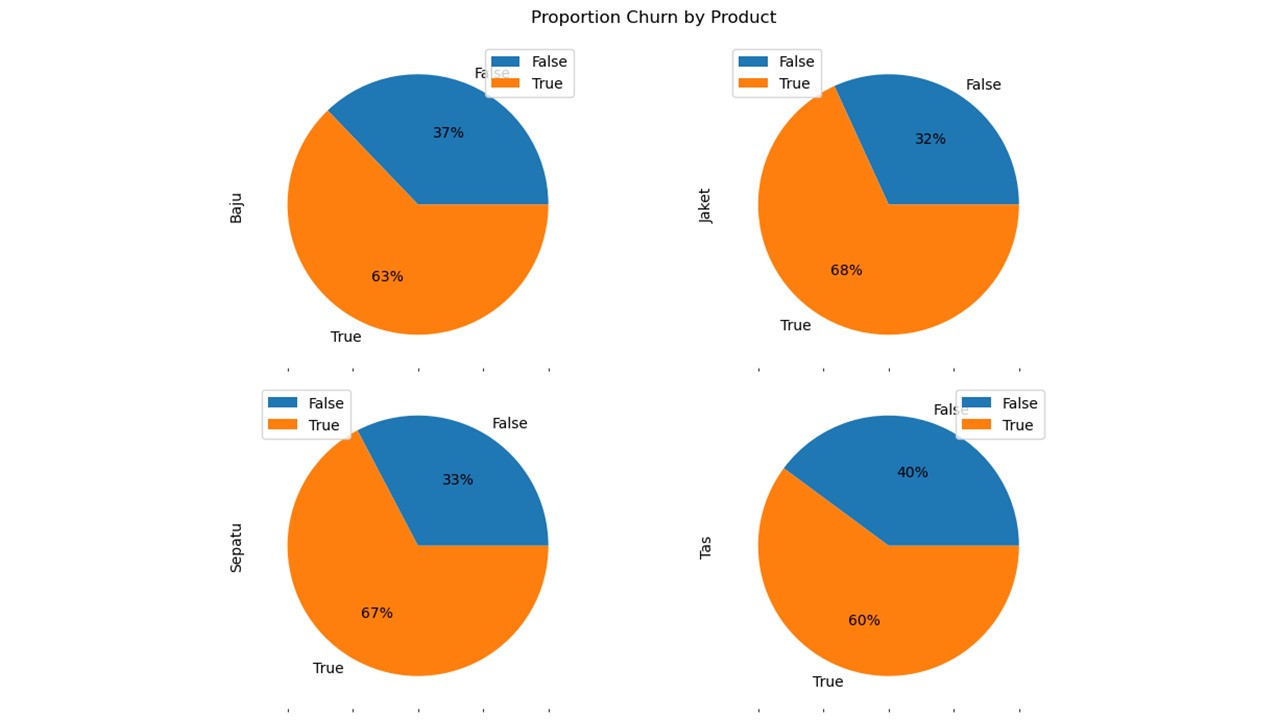 Proportion Churn by Product
False
False
True
37%
63%
True
Baju
False
True
False
32%
68%
True
Jaket
False
True
False
33%
67%
True
Sepatu
False
False
True
40%
60%
True
Tas